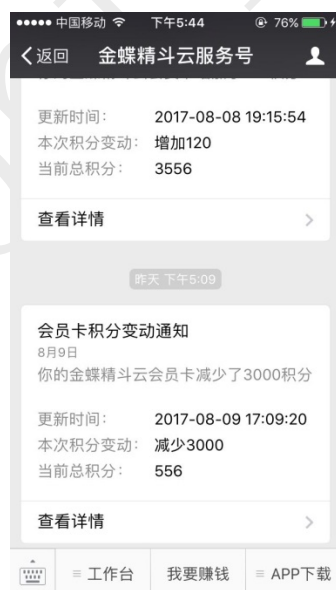 中国移动 下午5:44 76%
返回 金蝶精斗云服务号
更新时间： 2017-08-08 19:15:54
本次积分变动： 增加120
当前总积分： 3556
查看详情
昨天 下午5:09
会员卡积分变动通知
8月9日
你的金蝶精斗云会员卡减少了3000积分
更新时间： 2017-08-09 17:09:20
本次积分变动： 减少3000
当前总积分： 556
查看详情
工作台 我要赚钱 APP下载